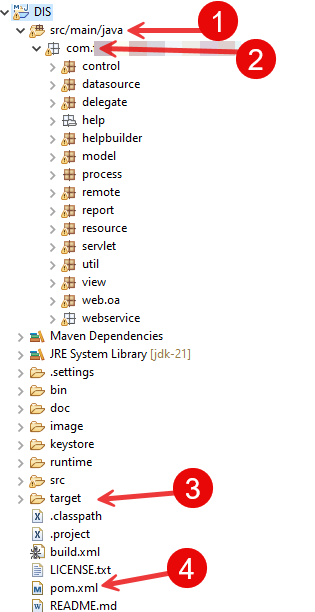 DIS
src/main/java
1
com.
2
control
datasource
delegate
help
helpbuilder
model
process
remote
report
resource
servlet
util
view
web.oa
webservice
Maven Dependencies
JRE System Library [jdk-21]
.settings
bin
doc
image
keystore
runtime
src
target
3
.classpath
.project
build.xml
LICENSE.txt
pom.xml
4
README.md